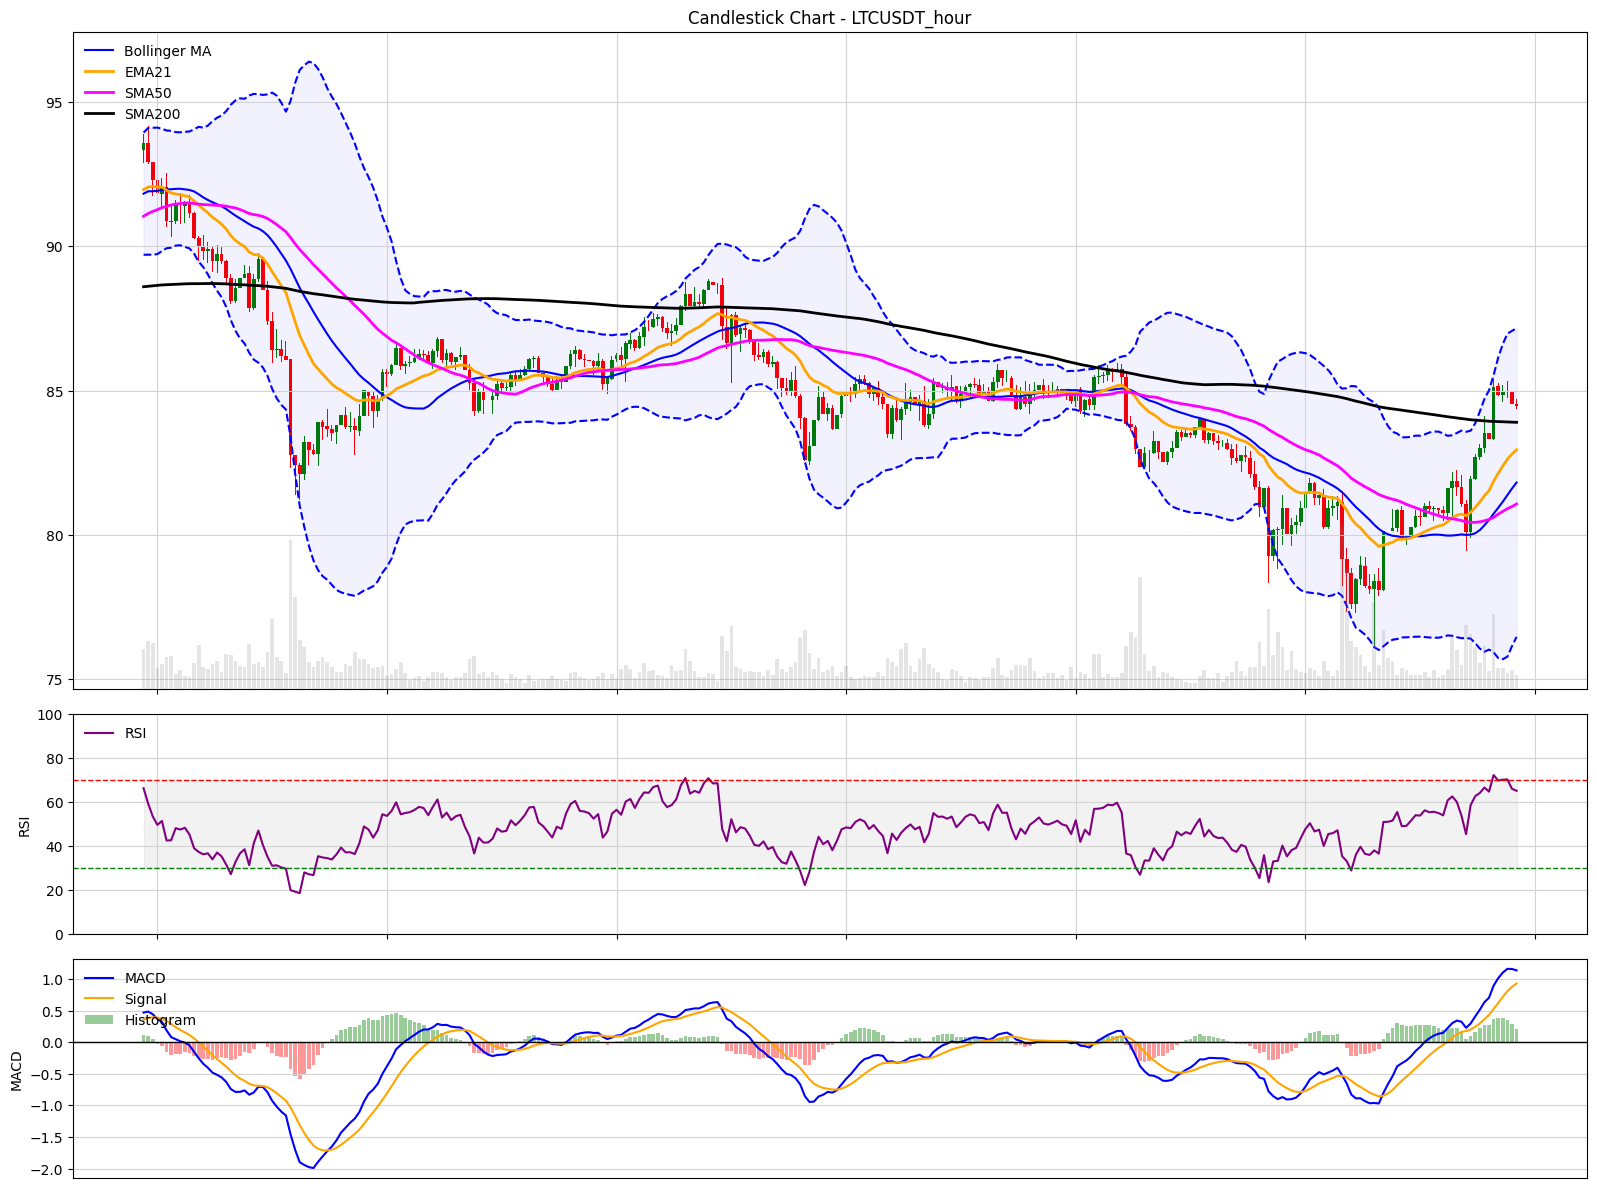 Candlestick Chart - LTCUSDT_hour
Bollinger MA
EMA21
SMA50
SMA200
95
90
85
80
75
RSI
100
80
60
40
20
0
RSI
MACD
Signal
Histogram
1.0
0.5
0.0
−0.5
−1.0
−1.5
−2.0
MACD